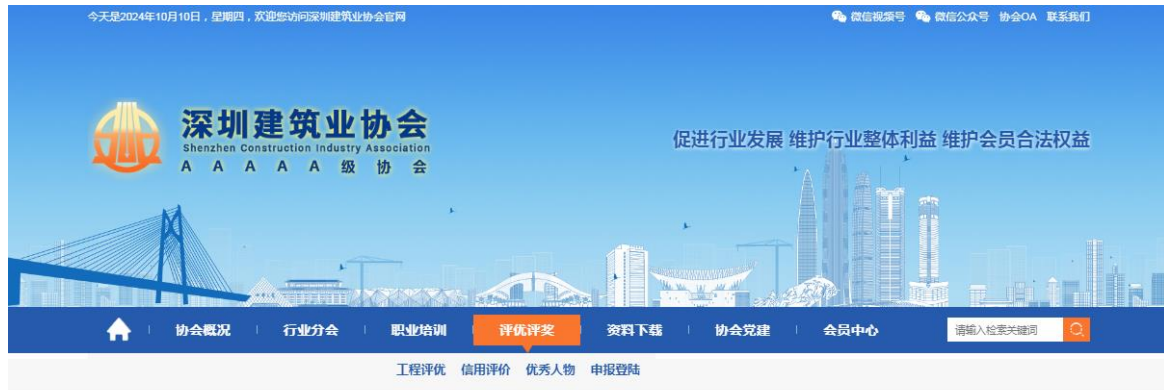 今天是2024年10月10日，星期四，欢迎您访问深圳建筑业协会官网
微信视频号 微信公众号 协会OA 联系我们
深圳建筑业协会
Shenzhen Construction Industry Association
AAAAA级协会
促进行业发展 维护行业整体利益 维护会员合法权益
协会概况 行业分会 职业培训 评优评奖 资料下载 协会党建 会员中心 请输入检索关键词
工程评优 信用评价 优秀人物 申报登陆